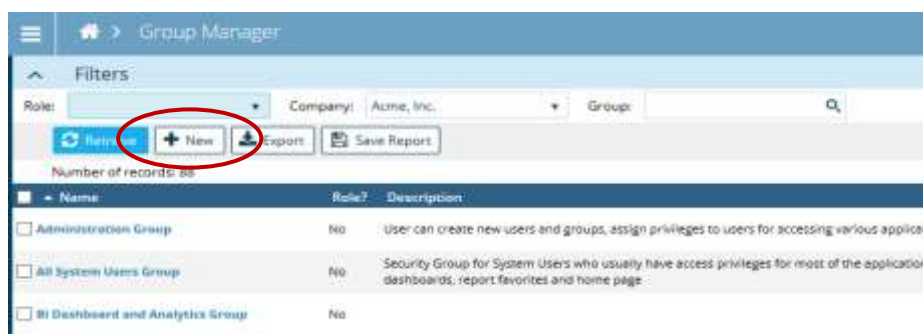 Group Manager
Filters
Role: Company: Acme, Inc. Group:
Retrieve New Export Save Report
Number of records: 88
Name Role? Description
Administration Group No User can create new users and groups, assign privileges to users for accessing various applica
All System Users Group No Security Group for System Users who usually have access privileges for most of the application
dashboards, report favorites and home page
BI Dashboard and Analytics Group No